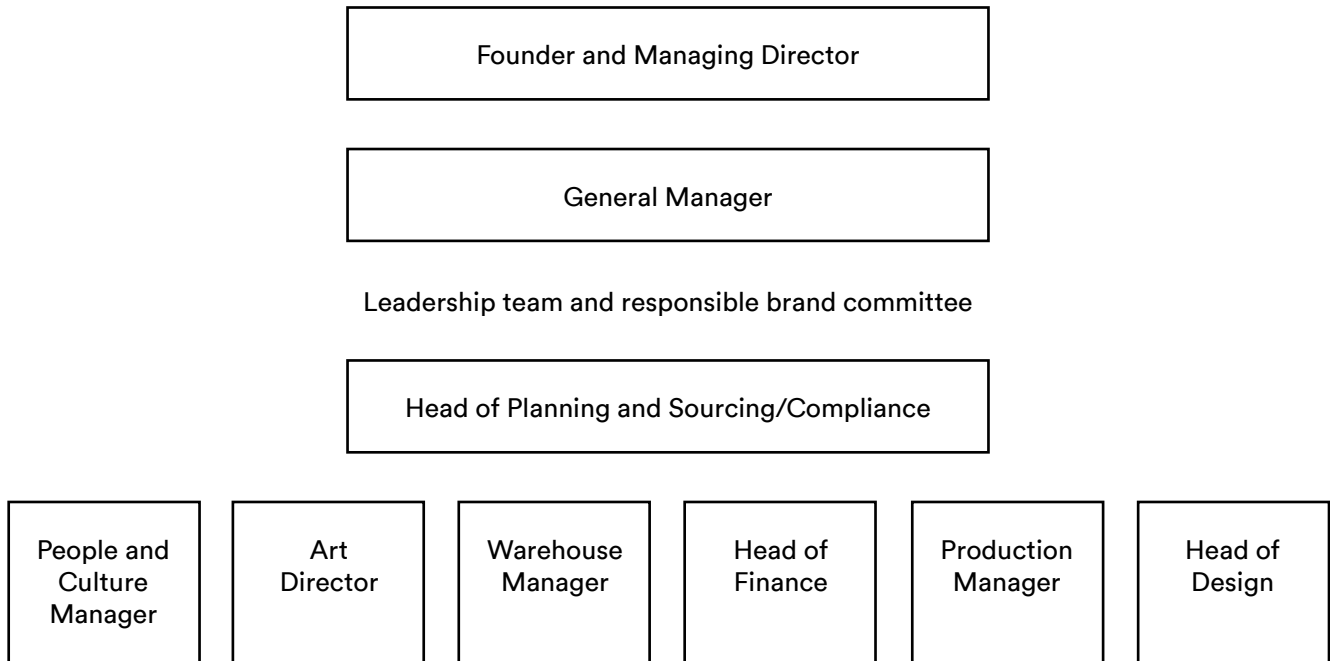 Founder and Managing Director
General Manager
Leadership team and responsible brand committee
Head of Planning and Sourcing/Compliance
People and
Culture
Manager
Art
Director
Warehouse
Manager
Head of
Finance
Production
Manager
Head of
Design